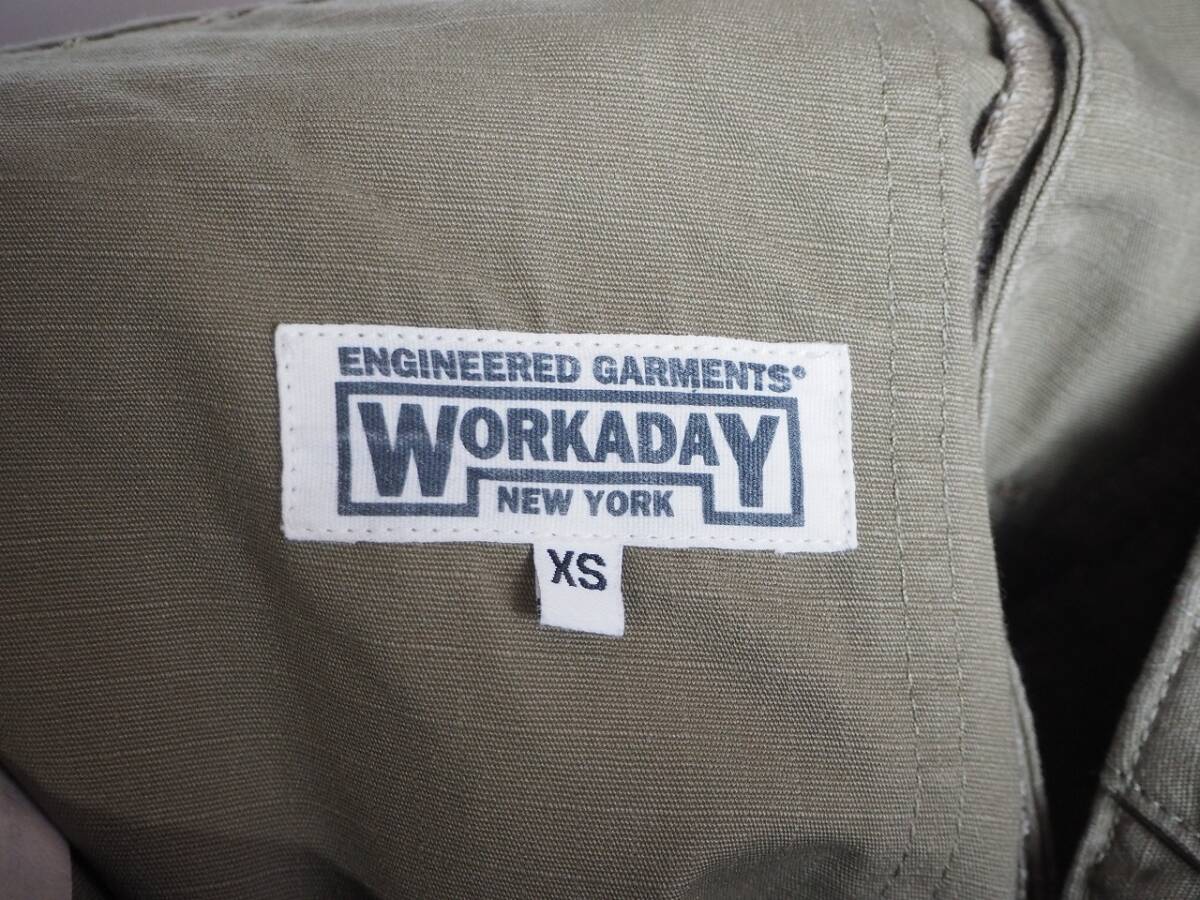 ENGINEERED GARMENTS®
WORKADAY
NEW YORK
XS